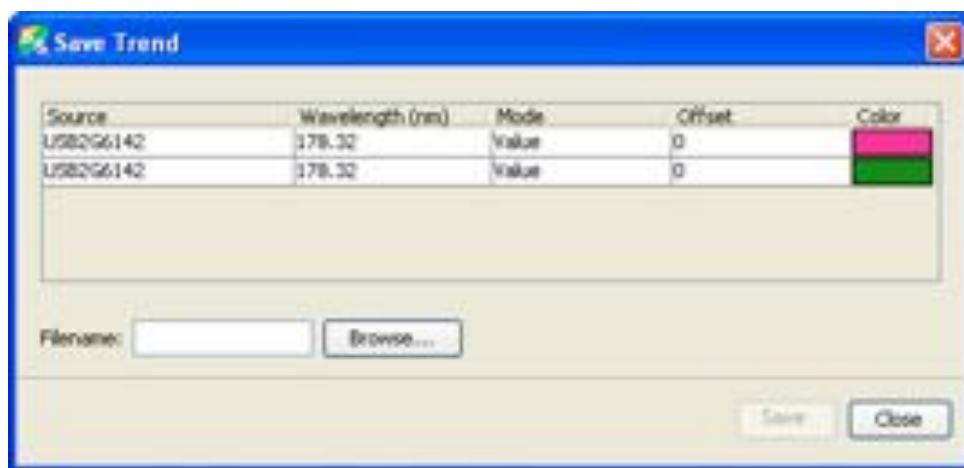 Save Trend
Source Wavelength (nm) Mode Offset Color
USB2G6142 178.32 Value 0
USB2G6142 178.32 Value 0
Filename: Browse...
Save Close